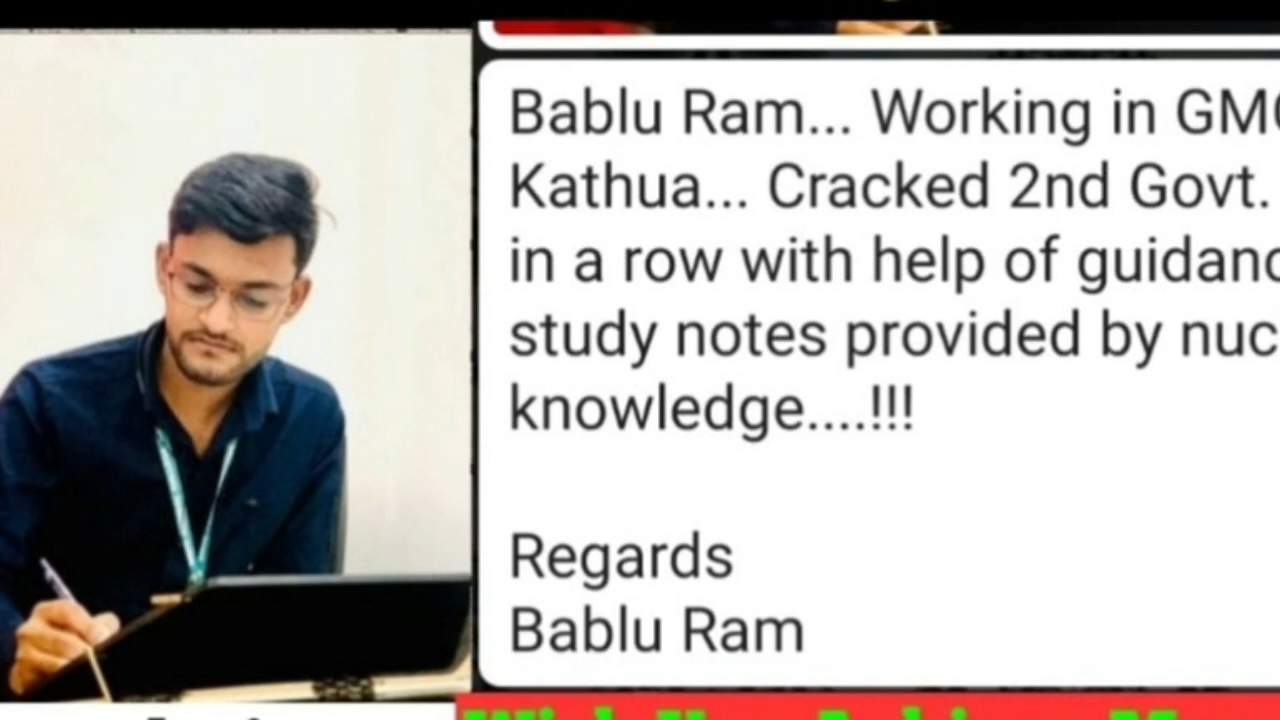 Bablu Ram... Working in GM
Kathua... Cracked 2nd Govt.
in a row with help of guidanc
study notes provided by nuc
knowledge....!!!
Regards
Bablu Ram